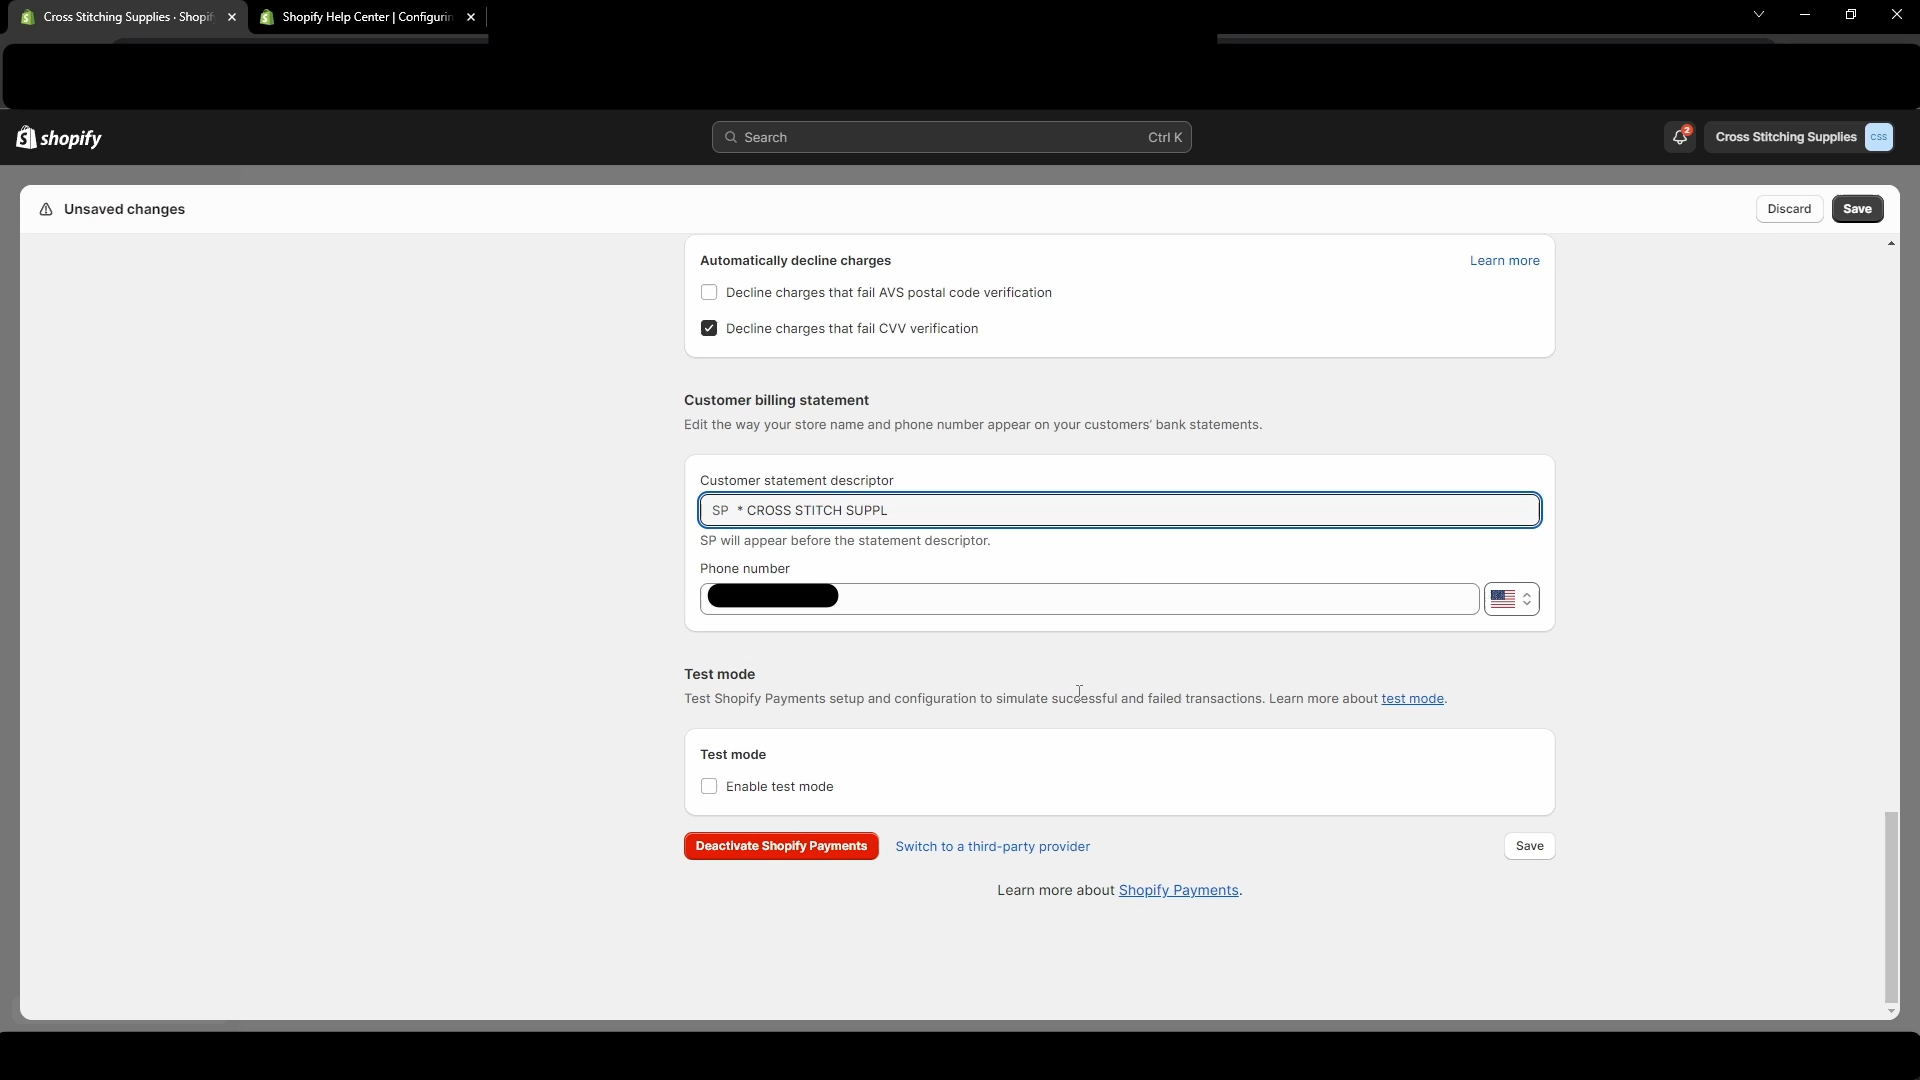 Cross Stitching Supplies · Shopif
Shopify Help Center | Configurin
shopify
Search
Ctrl K
2
Cross Stitching Supplies
CSS
Unsaved changes
Discard
Save
Automatically decline charges
Learn more
Decline charges that fail AVS postal code verification
Decline charges that fail CVV verification
Customer billing statement
Edit the way your store name and phone number appear on your customers' bank statements.
Customer statement descriptor
SP * CROSS STITCH SUPPL
SP will appear before the statement descriptor.
Phone number
Test mode
Test Shopify Payments setup and configuration to simulate successful and failed transactions. Learn more about test mode.
Test mode
Enable test mode
Deactivate Shopify Payments
Switch to a third-party provider
Save
Learn more about Shopify Payments.